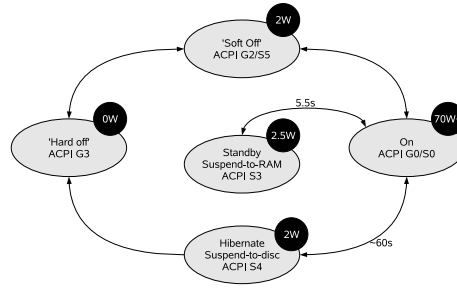 2W
'Soft Off'
ACPI G2/S5
5.5s
0W
'Hard off'
ACPI G3
2.5W
Standby
Suspend-to-RAM
ACPI S3
70W+
On
ACPI G0/S0
2W
Hibernate
Suspend-to-disc
ACPI S4
~60s